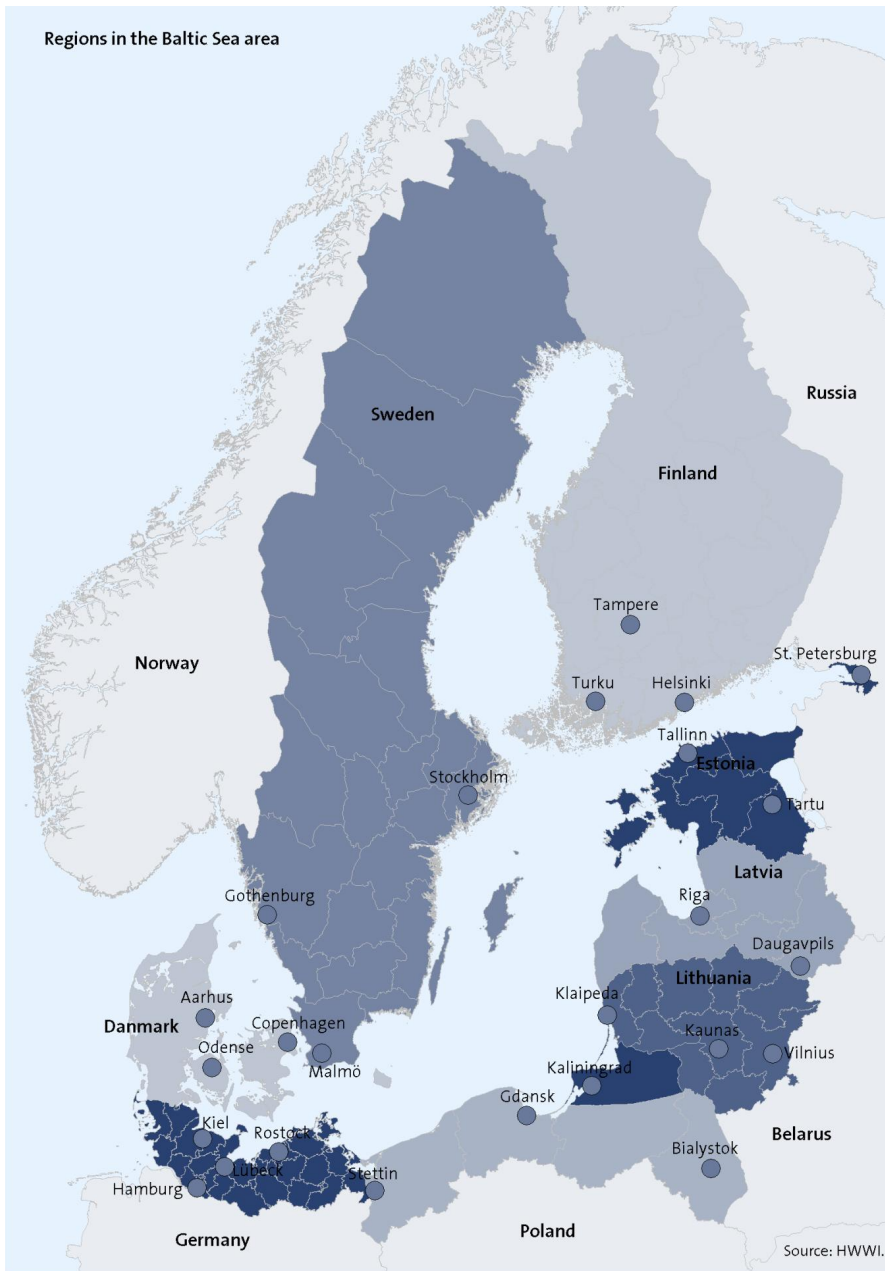 Regions in the Baltic Sea area
Sweden
Russia
Finland
Tampere
Norway
St. Petersburg
Turku
Helsinki
Tallinn
Estonia
Stockholm
Tartu
Latvia
Gothenburg
Riga
Daugavpils
Lithuania
Aarhus
Klaipeda
Danmark
Copenhagen
Kaunas
Odense
Malmö
Vilnius
Kaliningrad
Gdansk
Kiel
Rostock
Belarus
Bialystok
Lübeck
Stettin
Hamburg
Poland
Germany
Source: HWWI.